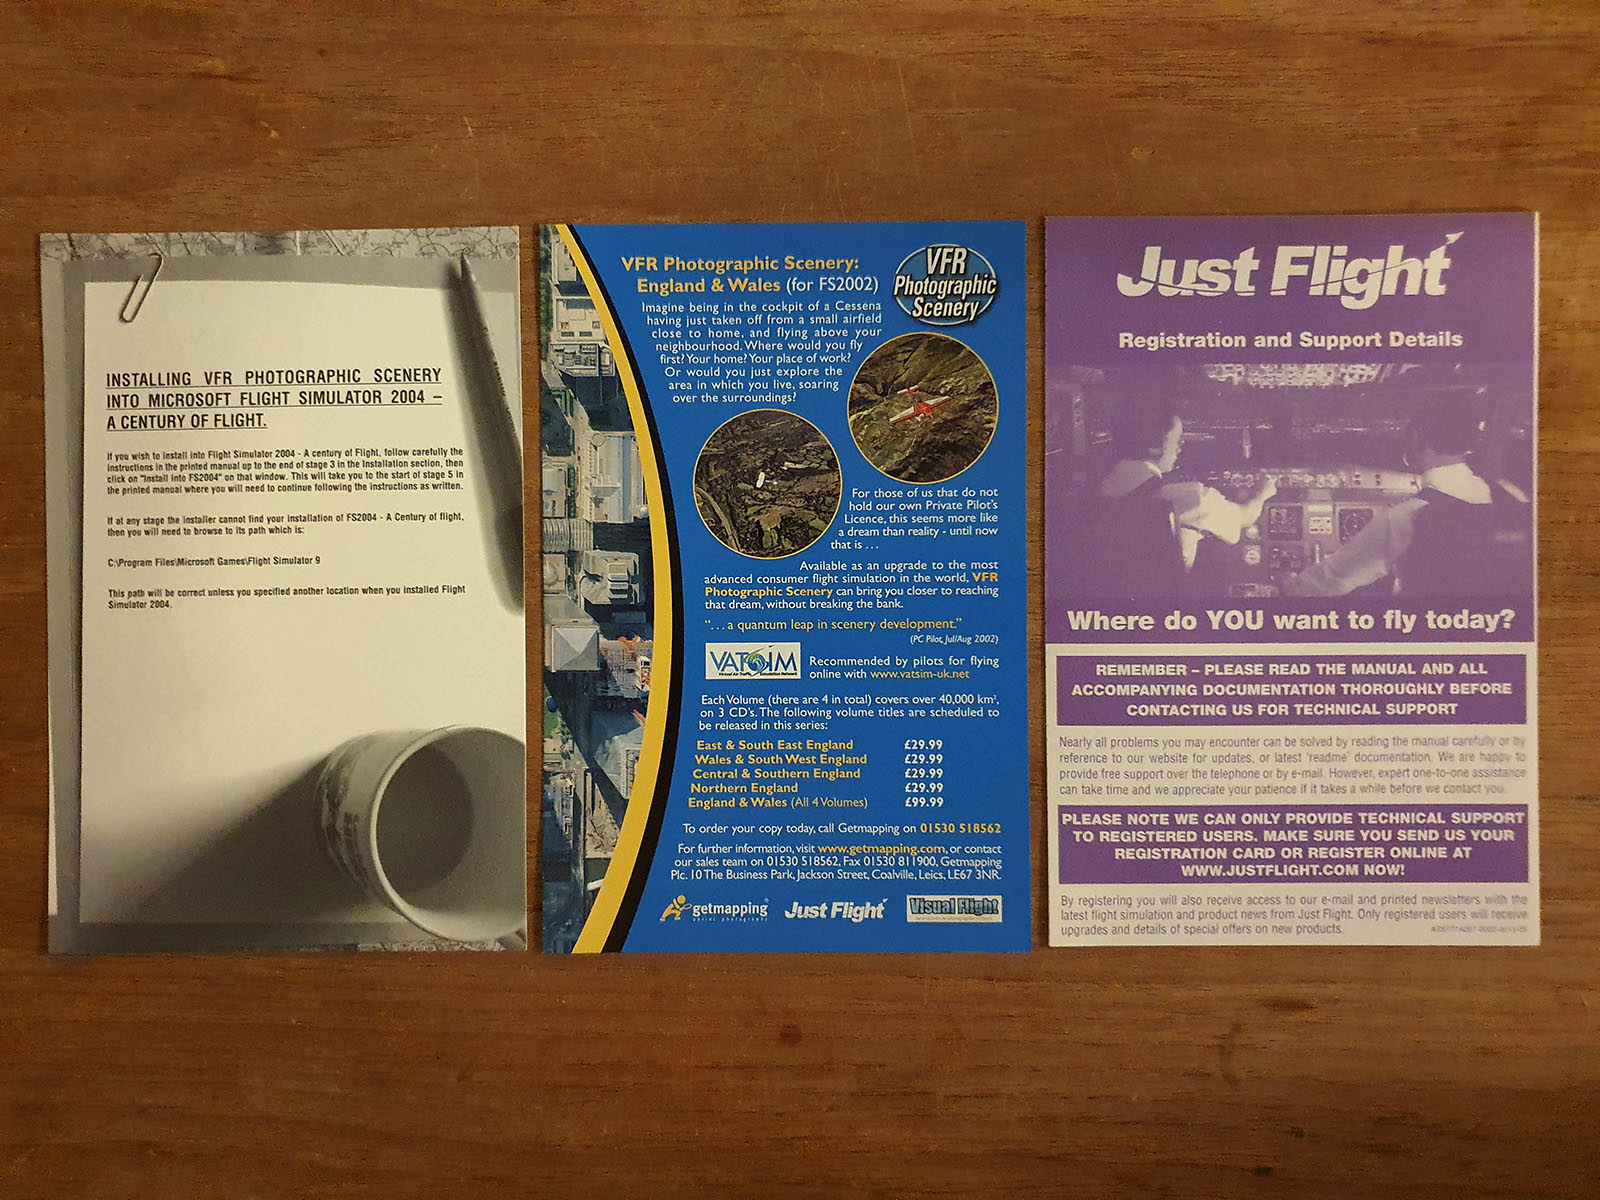 INSTALLING VFR PHOTOGRAPHIC SCENERY
INTO MICROSOFT FLIGHT SIMULATOR 2004 –
A CENTURY OF FLIGHT.
If you wish to install into Flight Simulator 2004 - A century of Flight, follow carefully the
instructions in the printed manual up to the end of stage 3 in the Installation section, then
click on "Install into FS2004" on that window. This will take you to the start of stage 5 in
the printed manual where you will need to continue following the instructions as written.
If at any stage the installer cannot find your installation of FS2004 - A Century of flight,
then you will need to browse to its path which is:
C:\Program Files\Microsoft Games\Flight Simulator 9
This path will be correct unless you specified another location when you installed Flight
Simulator 2004.
VFR Photographic Scenery:
England & Wales (for FS2002)
VFR
Photographic
Scenery
Imagine being in the cockpit of a Cessena
having just taken off from a small airfield
close to home, and flying above your
neighbourhood. Where would you fly
first? Your home? Your place of work?
Or would you just explore the
area in which you live, soaring
over the surroundings?
For those of us that do not
hold our own Private Pilot's
Licence, this seems more like
a dream than reality - until now
that is ...
Available as an upgrade to the most
advanced consumer flight simulation in the world, VFR
Photographic Scenery can bring you closer to reaching
that dream, without breaking the bank.
"... a quantum leap in scenery development."
(PC Pilot, Jul/Aug 2002)
VATSIM
Virtual Air Traffic Simulation Network
Recommended by pilots for flying
online with www.vatsim-uk.net
Each Volume (there are 4 in total) covers over 40,000 km²,
on 3 CD's. The following volume titles are scheduled to
be released in this series:
East & South East England £29.99
Wales & South West England £29.99
Central & Southern England £29.99
Northern England £29.99
England & Wales (All 4 Volumes) £99.99
To order your copy today, call Getmapping on 01530 518562
For further information, visit www.getmapping.com, or contact
our sales team on 01530 518562, Fax 01530 811900, Getmapping
Plc. 10 The Business Park, Jackson Street, Coalville, Leics, LE67 3NR.
getmapping
aerial photography
Just Flight
Visual Flight
Just Flight
Registration and Support Details
Where do YOU want to fly today?
REMEMBER – PLEASE READ THE MANUAL AND ALL
ACCOMPANYING DOCUMENTATION THOROUGHLY BEFORE
CONTACTING US FOR TECHNICAL SUPPORT
Nearly all problems you may encounter can be solved by reading the manual carefully or by
reference to our website for updates, or latest 'readme' documentation. We are happy to
provide free support over the telephone or by e-mail. However, expert one-to-one assistance
can take time and we appreciate your patience if it takes a while before we contact you.
PLEASE NOTE WE CAN ONLY PROVIDE TECHNICAL SUPPORT
TO REGISTERED USERS. MAKE SURE YOU SEND US YOUR
REGISTRATION CARD OR REGISTER ONLINE AT
WWW.JUSTFLIGHT.COM NOW!
By registering you will also receive access to our e-mail and printed newsletters with the
latest flight simulation and product news from Just Flight. Only registered users will receive
upgrades and details of special offers on new products.